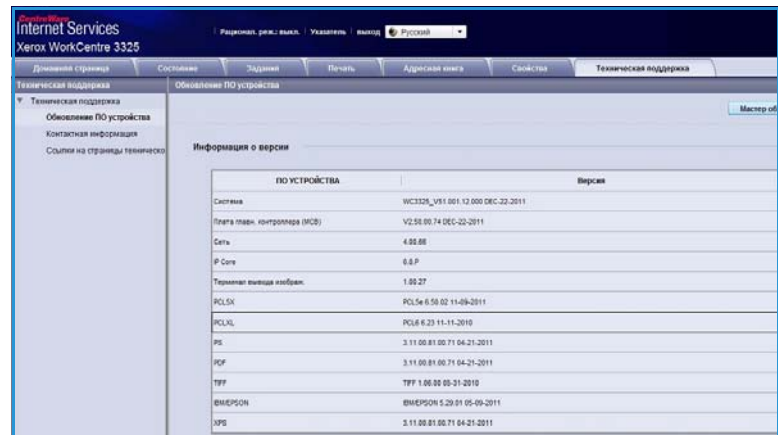 CentreWare
Internet Services
Рационал. реж.: выкл. Указатель выход Русский
Xerox WorkCentre 3325
Домашняя страница Состояние Задания Печать Адресная книга Свойства Техническая поддержка
Техническая поддержка Обновление ПО устройства
Техническая поддержка
Обновление ПО устройства
Мастер об
Контактная информация
Ссылки на страницы техническо
Информация о версии
ПО УСТРОЙСТВА Версия
Система WC3325_V51.001.12.000 DEC-22-2011
Плата главн. контроллера (MCB) V2.50.00.74 DEC-22-2011
Сеть 4.00.66
IP Core
Терминал вывода изображ. 1.00.27
PCL5X PCL5e 6.50.02 11-09-2011
PCLXL PCL6 6.23 11-11-2010
PS 3.11.00.81.00.71 04-21-2011
PDF 3.11.00.81.00.71 04-21-2011
TIFF TIFF 1.06.00 05-31-2010
IBM/EPSON IBM/EPSON 5.29.01 05-09-2011
XPS 3.11.00.81.00.71 04-21-2011